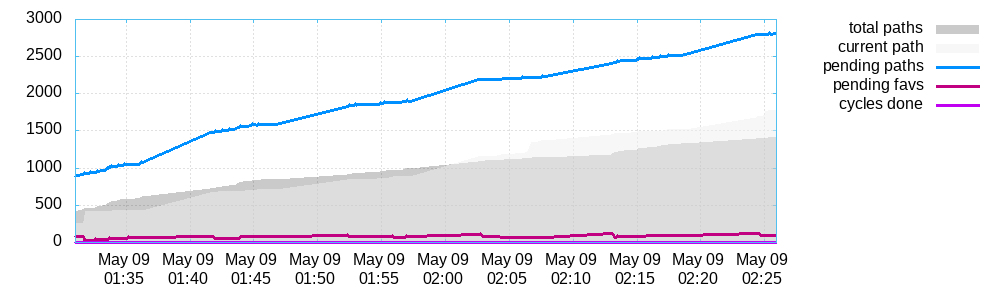 3000
2500
2000
1500
1000
500
0
May 09 May 09 May 09 May 09 May 09 May 09 May 09 May 09 May 09 May 09 May 09
01:35 01:40 01:45 01:50 01:55 02:00 02:05 02:10 02:15 02:20 02:25
total paths
current path
pending paths
pending favs
cycles done